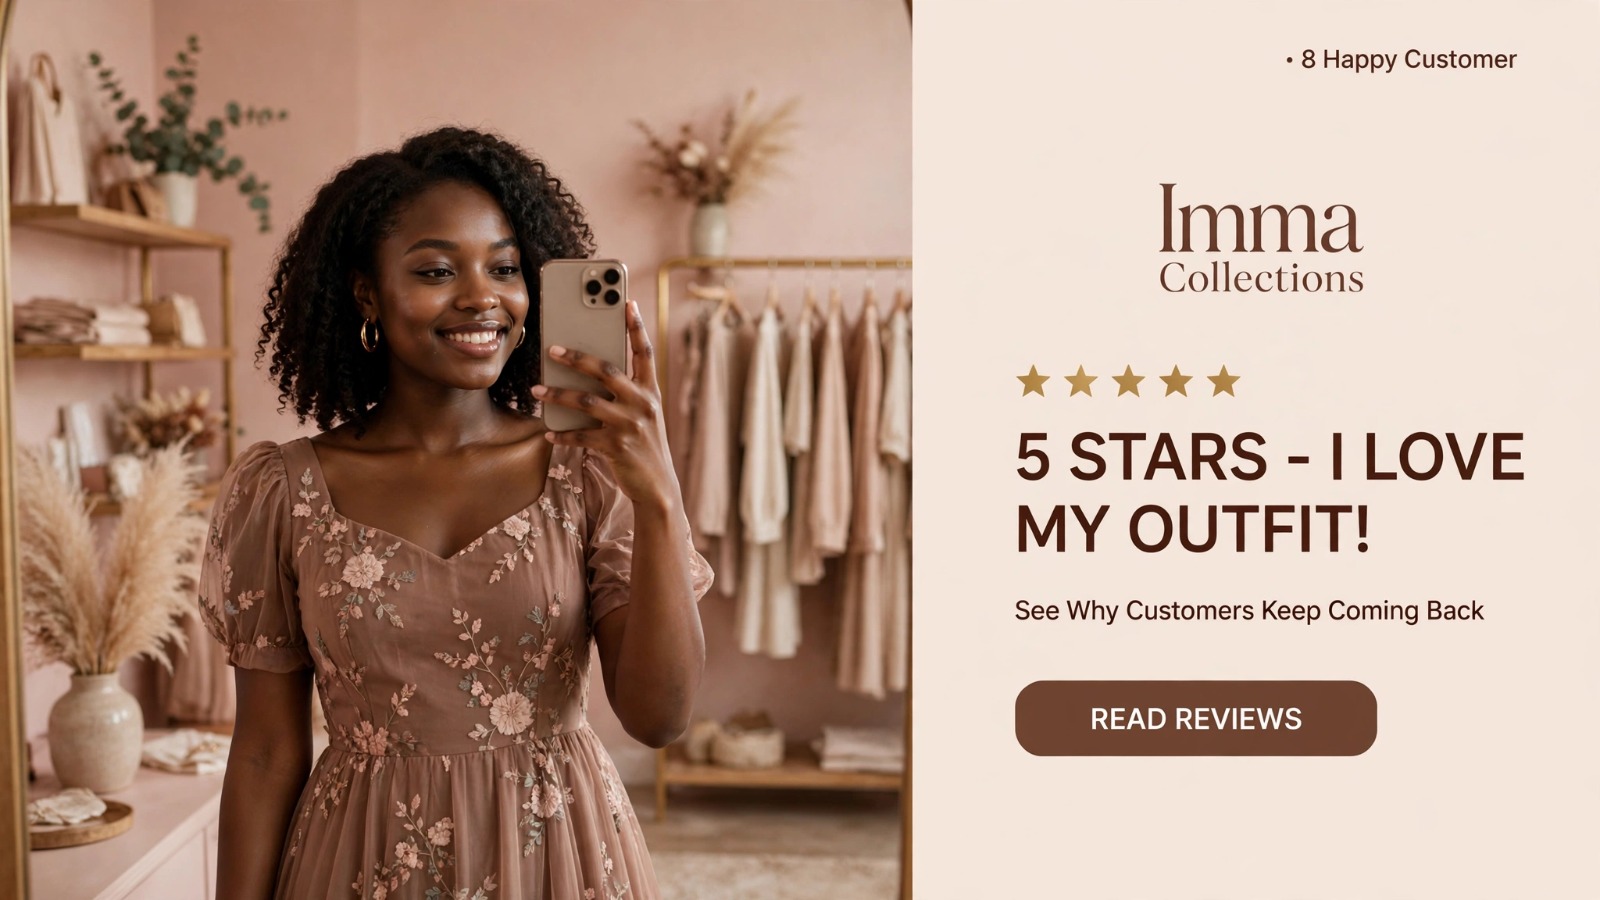 • 8 Happy Customer
Imma
Collections
5 STARS - I LOVE
MY OUTFIT!
See Why Customers Keep Coming Back
READ REVIEWS